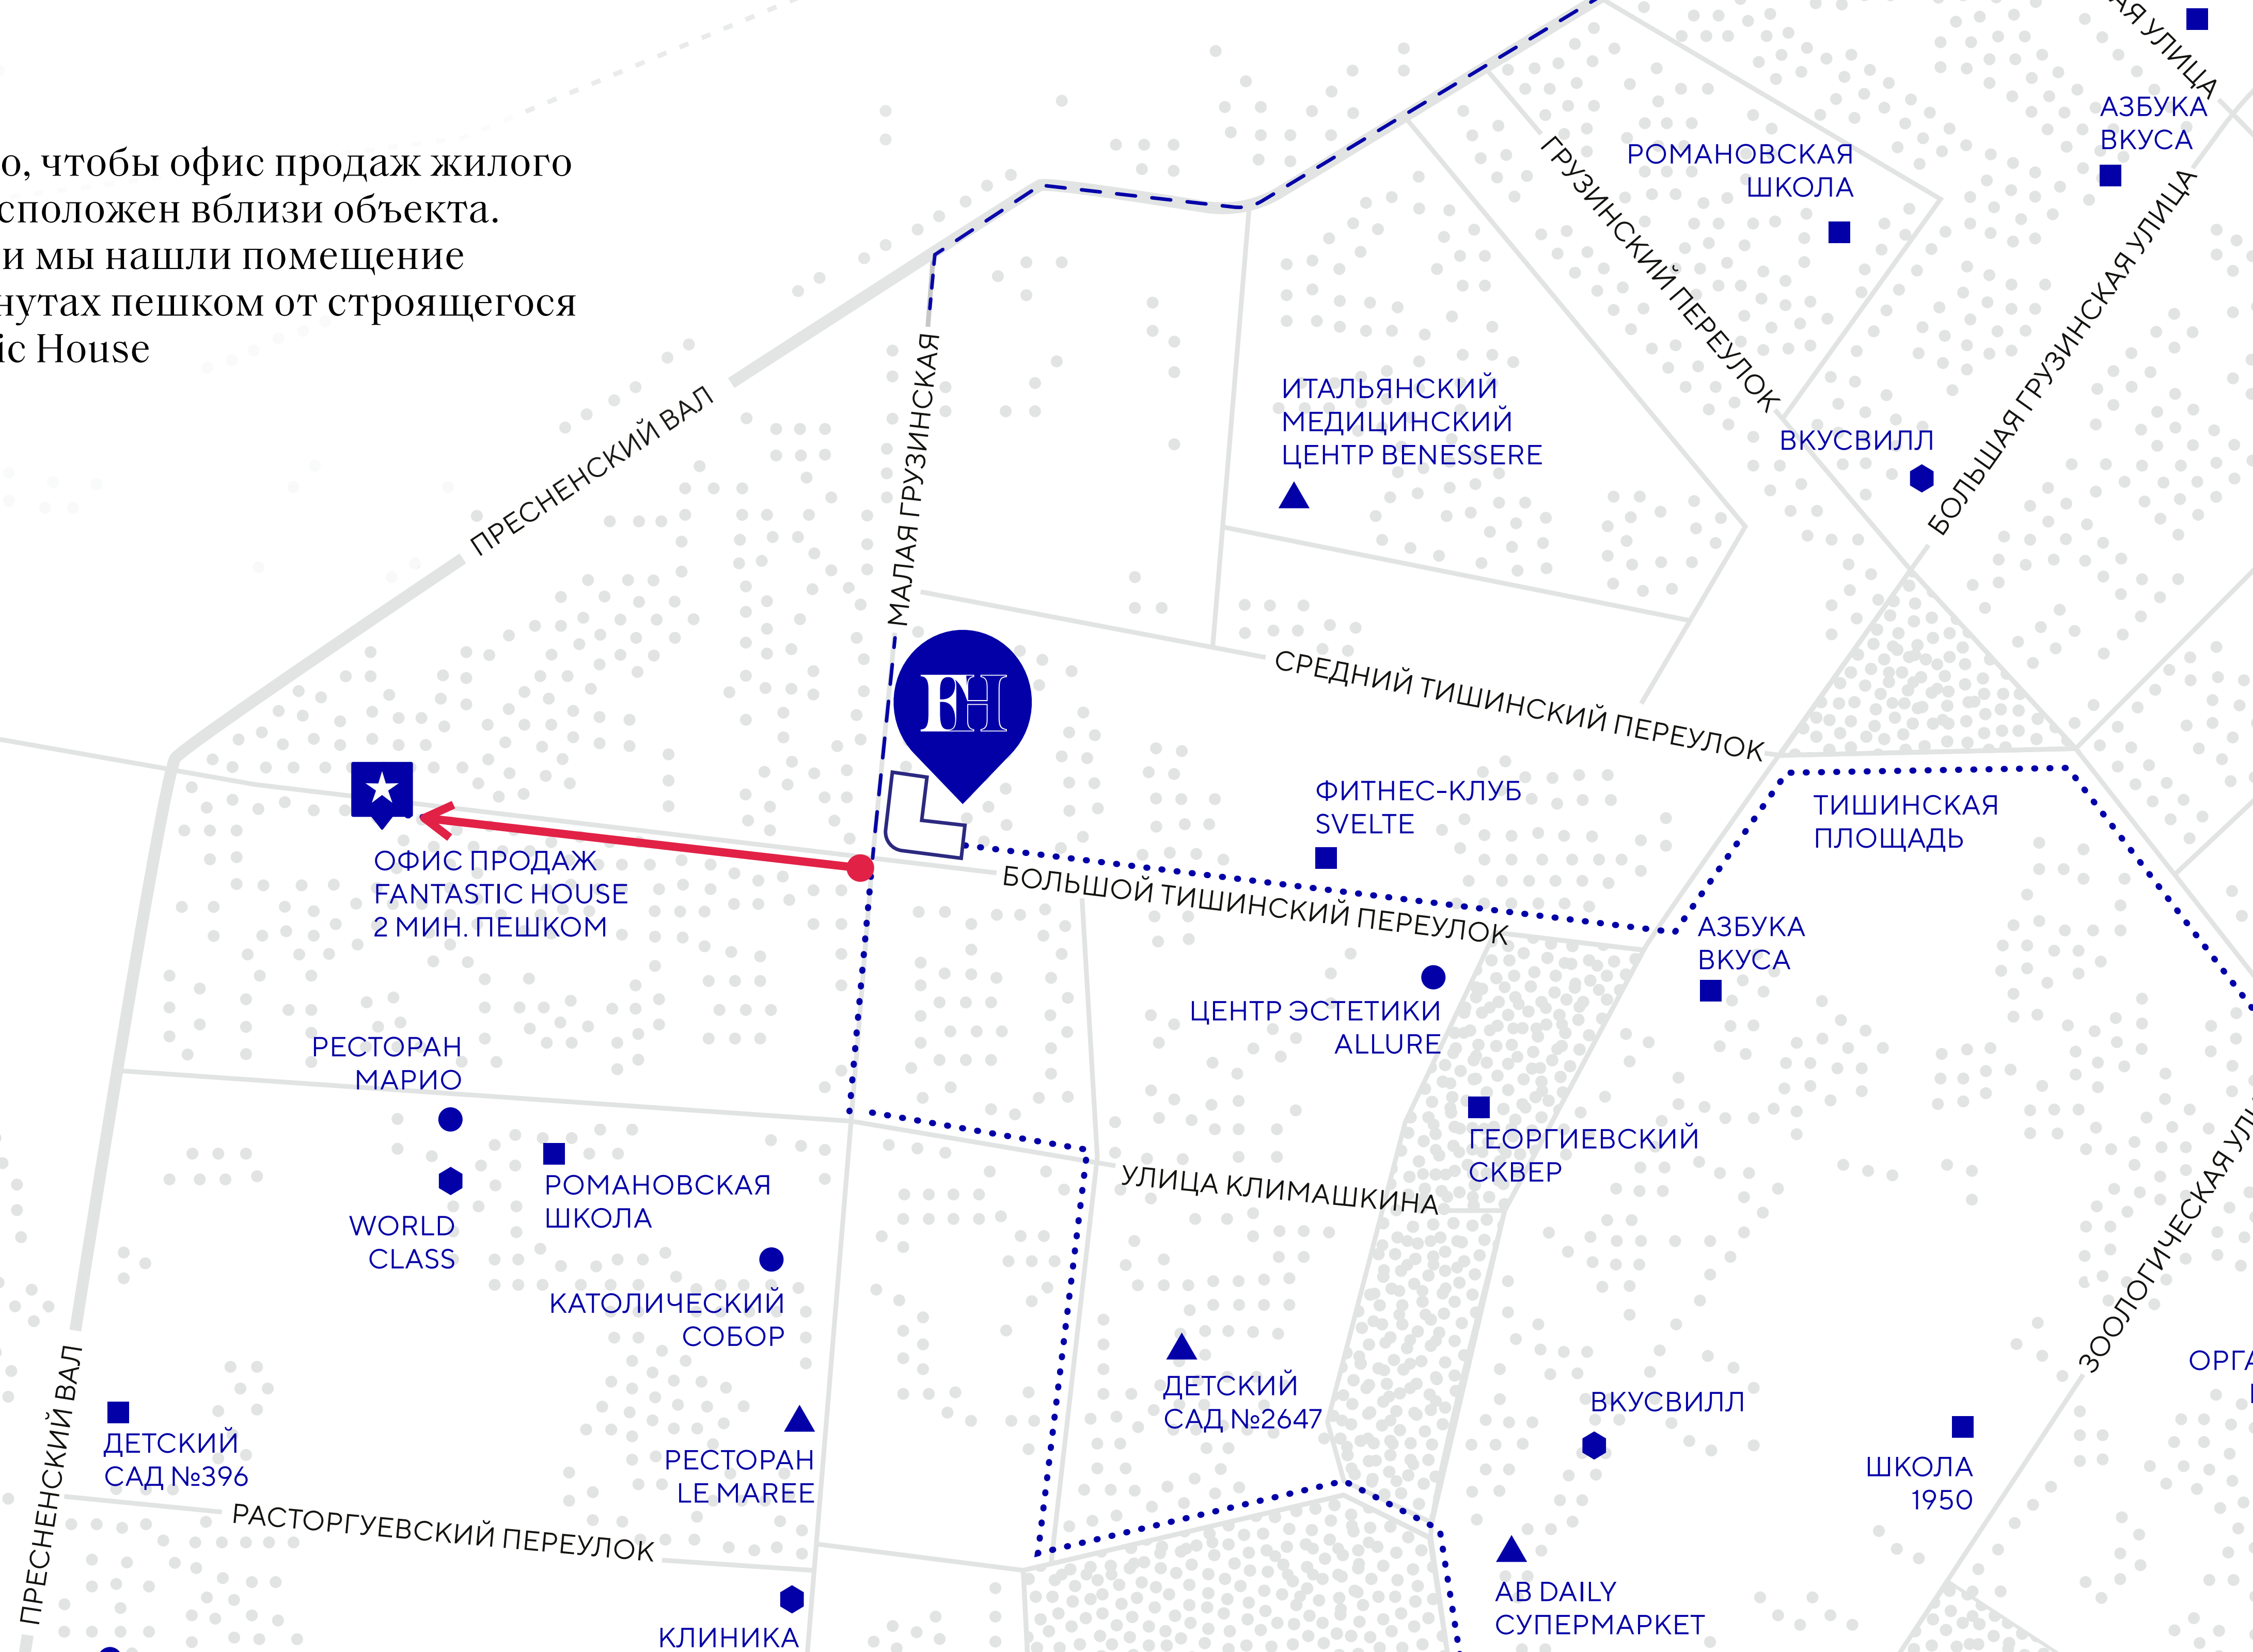 о, чтобы офис продаж жилого
сположен вблизи объекта.
и мы нашли помещение
нутах пешком от строящегося
ic House
АЯ УЛИЦА
АЗБУКА
ВКУСА
РОМАНОВСКАЯ
ШКОЛА
ГРУЗИНСКИЙ ПЕРЕУЛОК
БОЛЬШАЯ ГРУЗИНСКАЯ УЛИЦА
ПРЕСНЕНСКИЙ ВАЛ
МАЛАЯ ГРУЗИНСКАЯ
ИТАЛЬЯНСКИЙ
МЕДИЦИНСКИЙ
ЦЕНТР BENESSERE
ВКУСВИЛЛ
FH
СРЕДНИЙ ТИШИНСКИЙ ПЕРЕУЛОК
ФИТНЕС-КЛУБ
SVELTE
ТИШИНСКАЯ
ПЛОЩАДЬ
ОФИС ПРОДАЖ
FANTASTIC HOUSE
2 МИН. ПЕШКОМ
БОЛЬШОЙ ТИШИНСКИЙ ПЕРЕУЛОК
АЗБУКА
ВКУСА
ЦЕНТР ЭСТЕТИКИ
ALLURE
РЕСТОРАН
МАРИО
ГЕОРГИЕВСКИЙ
СКВЕР
РОМАНОВСКАЯ
ШКОЛА
УЛИЦА КЛИМАШКИНА
WORLD
CLASS
КАТОЛИЧЕСКИЙ
СОБОР
ЗООЛОГИЧЕСКАЯ УЛ
ОРГА
ДЕТСКИЙ
САД №2647
ВКУСВИЛЛ
ПРЕСНЕНСКИЙ ВАЛ
ДЕТСКИЙ
САД №396
РЕСТОРАН
LE MAREE
ШКОЛА
1950
РАСТОРГУЕВСКИЙ ПЕРЕУЛОК
AB DAILY
СУПЕРМАРКЕТ
КЛИНИКА